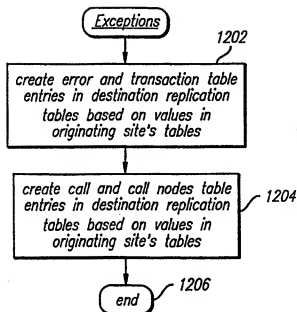 Exceptions
1202
create error and transaction table
entries in destination replication
tables based on values in
originating site's tables
create call and call nodes table
entries in destination replication
tables based on values in
originating site's tables
1204
end
1206